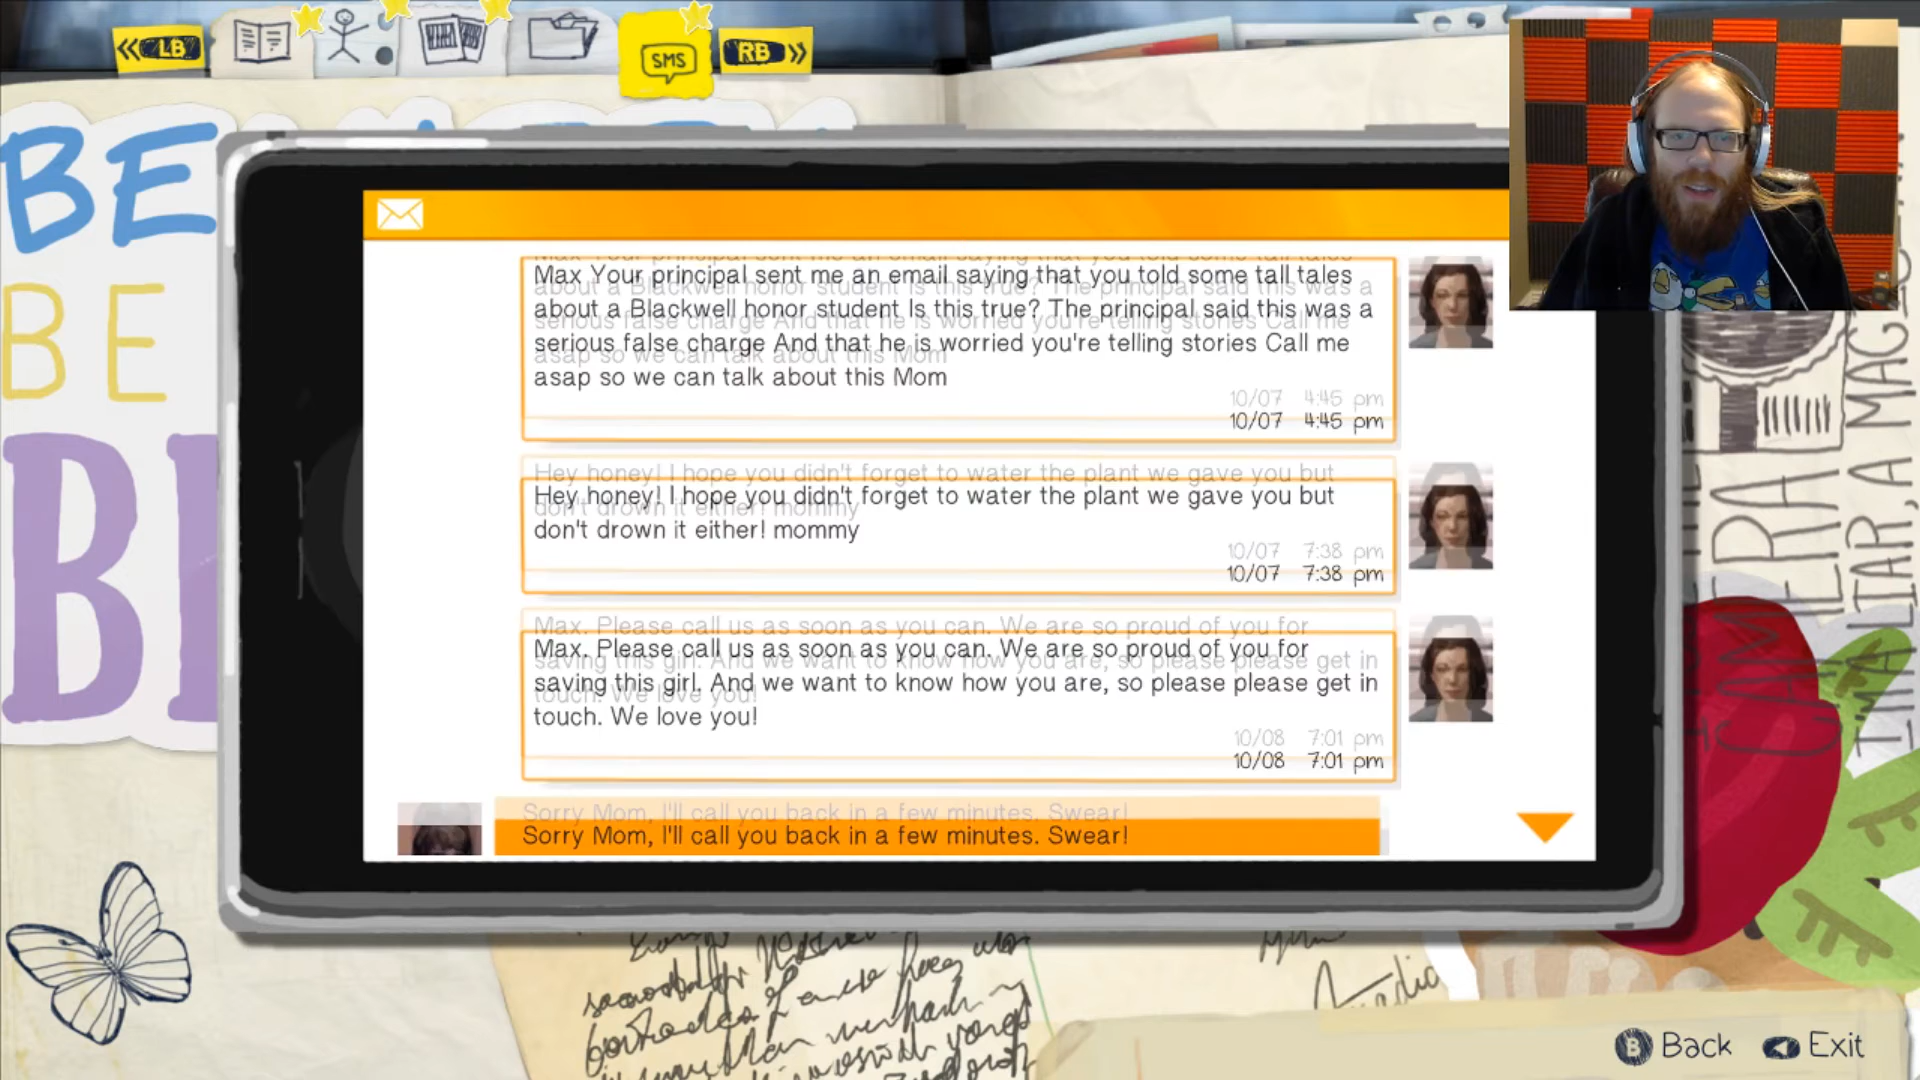 LB
SMS
RB
BE
BE
Max Your principal sent me an email saying that you told some tall tales
about a Blackwell honor student Is this true? The principal said this was a
serious false charge And that he is worried you're telling stories Call me
asap so we can talk about this Mom
10/07 4:45 pm
Hey honey! I hope you didn't forget to water the plant we gave you but
don't drown it either! mommy
10/07 7:38 pm
Max. Please call us as soon as you can. We are so proud of you for
saving this girl. And we want to know how you are, so please please get in
touch. We love you!
10/08 7:01 pm
Sorry Mom, I'll call you back in a few minutes. Swear!
CAMERA
IM A LIAR, A MAG
B Back
Exit